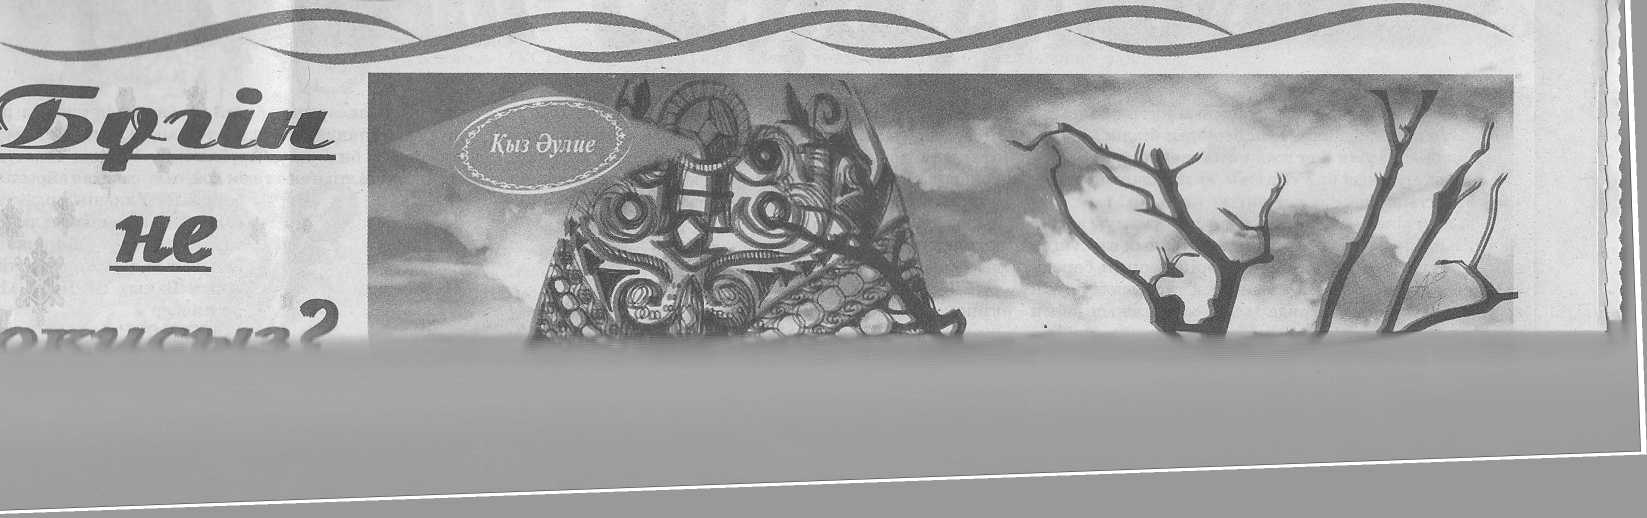 Бүгін
не
оқисыз?
Қыз Әулие